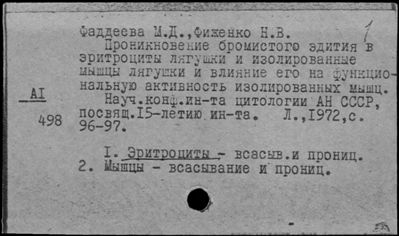 Фаддеева М.Д., Фиженко Н.В. 1
Проникновение бромистого эдития в
эритроциты лягушки и изолированные
мышцы лягушки и влияние его на функцио-
нальную активность изолированных мышц.
АI
498
Науч.конф.ин-та цитологии АН СССР,
посвящ.15-летию ин-та. Л.,1972,с.
96-97.
1. Эритроциты - всасыв.и прониц.
2. Мышцы - всасывание и прониц.